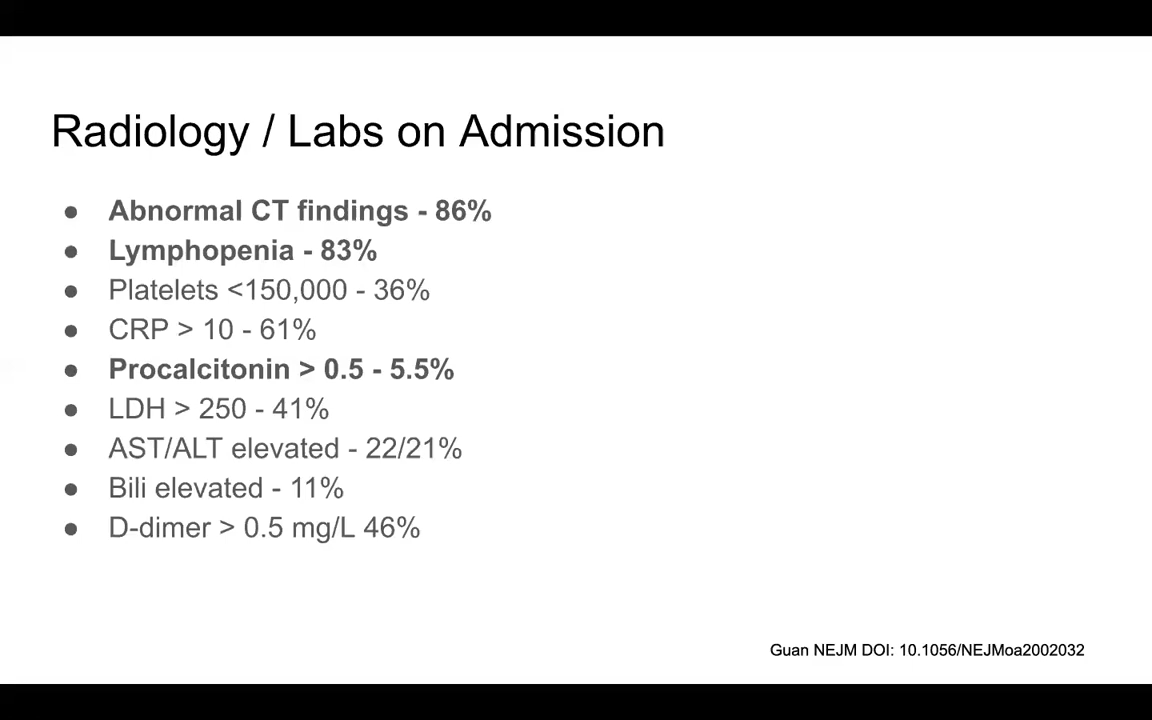 Radiology / Labs on Admission
● Abnormal CT findings - 86%
● Lymphopenia - 83%
● Platelets <150,000 - 36%
● CRP > 10 - 61%
● Procalcitonin > 0.5 - 5.5%
● LDH > 250 - 41%
● AST/ALT elevated - 22/21%
● Bili elevated - 11%
● D-dimer > 0.5 mg/L 46%
Guan NEJM DOI: 10.1056/NEJMoa2002032